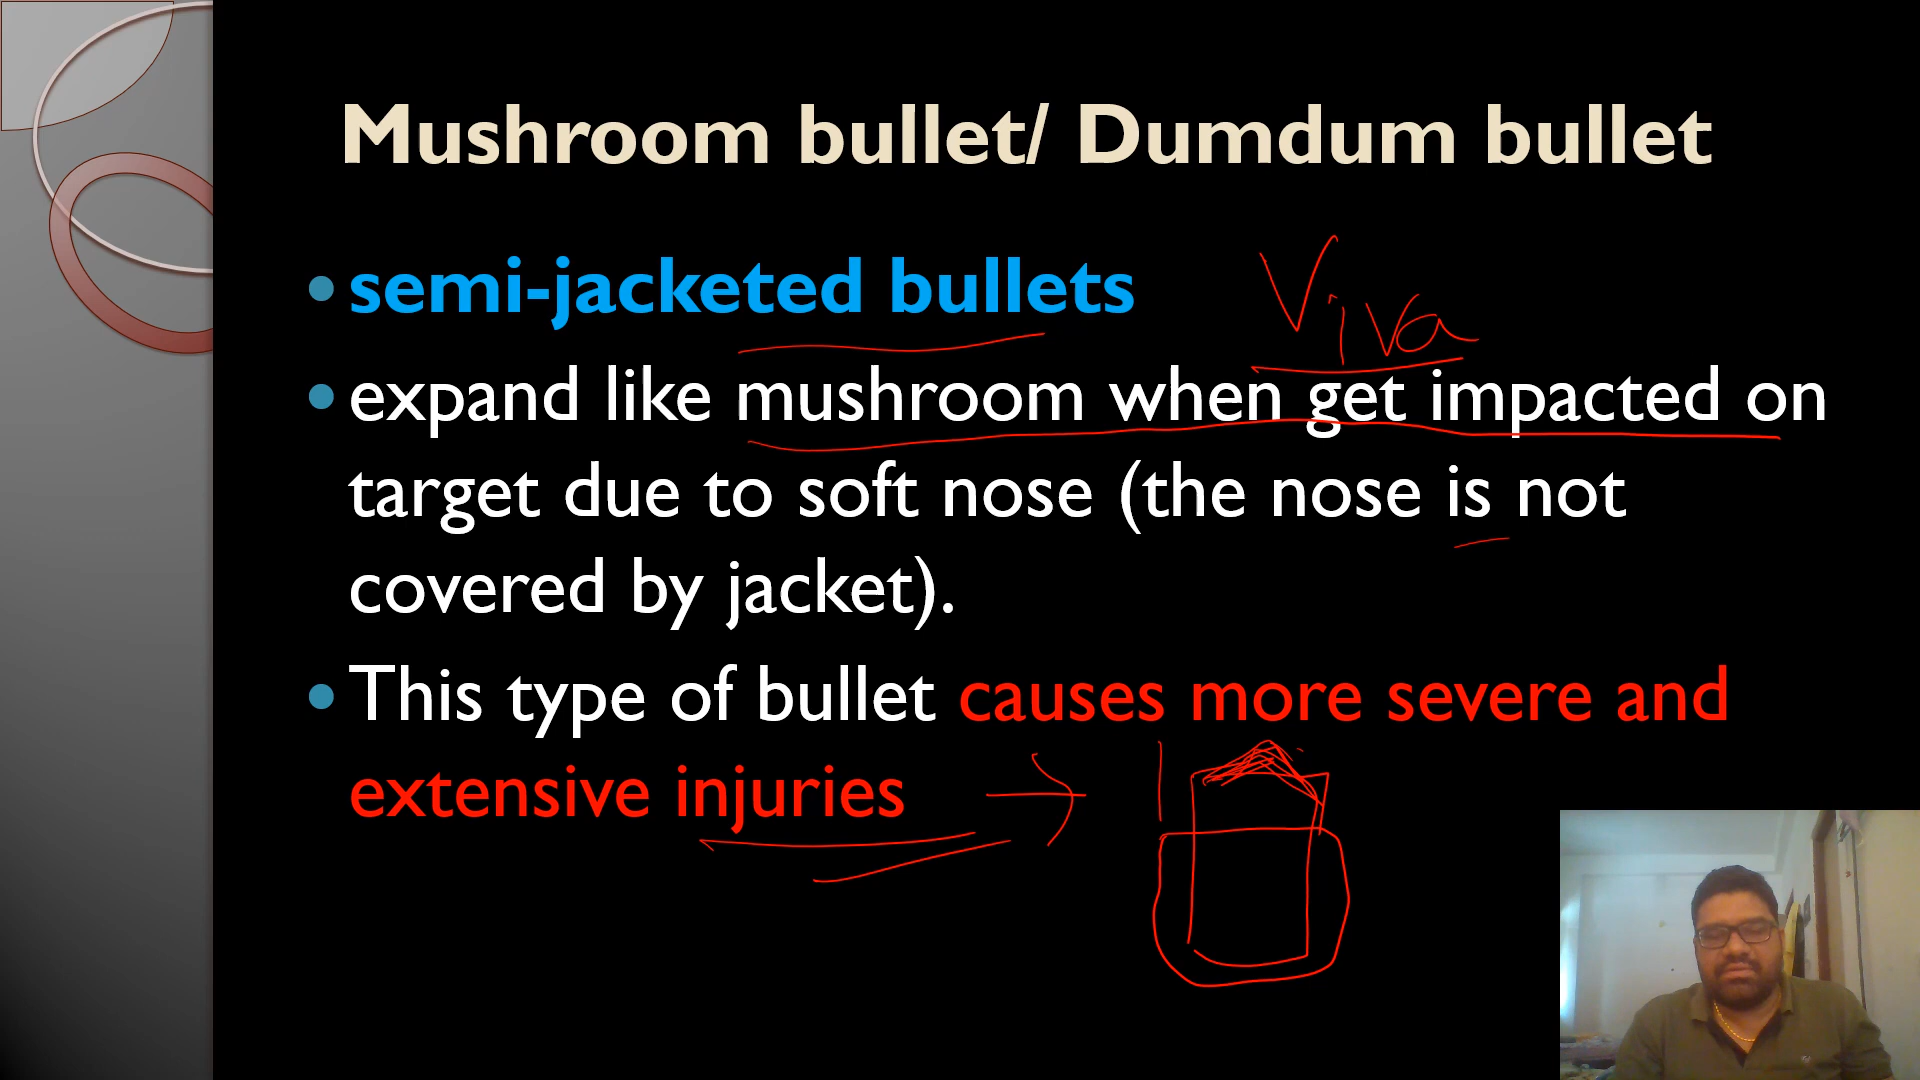 Mushroom bullet/ Dumdum bullet
semi-jacketed bullets
Viva
expand like mushroom when get impacted on
target due to soft nose (the nose is not
covered by jacket).
This type of bullet causes more severe and
extensive injuries